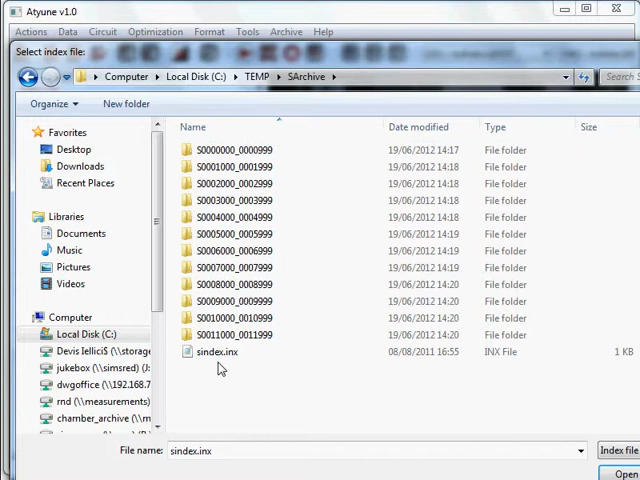 Atyune v1.0
Actions Data Circuit Optimization Format Tools Archive Help
Select index file:
Computer Local Disk (C:) TEMP SArchive
Organize New folder
Name Date modified Type Size
Favorites
Desktop
Downloads
Recent Places
Libraries
Documents
Music
Pictures
Videos
Computer
Local Disk (C:)
Devis Iellici$ (\\storage
jukebox (\\simsred) (J:
dwgoffice (\\192.168.7
rnd (\\measurements)
chamber_archive (\\m
S0000000_0000999 19/06/2012 14:17 File folder
S0001000_0001999 19/06/2012 14:18 File folder
S0002000_0002999 19/06/2012 14:18 File folder
S0003000_0003999 19/06/2012 14:18 File folder
S0004000_0004999 19/06/2012 14:18 File folder
S0005000_0005999 19/06/2012 14:19 File folder
S0006000_0006999 19/06/2012 14:19 File folder
S0007000_0007999 19/06/2012 14:19 File folder
S0008000_0008999 19/06/2012 14:20 File folder
S0009000_0009999 19/06/2012 14:20 File folder
S0010000_0010999 19/06/2012 14:20 File folder
S0011000_0011999 19/06/2012 14:20 File folder
sindex.inx 08/08/2011 16:55 INX File 1 KB
File name: sindex.inx Index file
Open